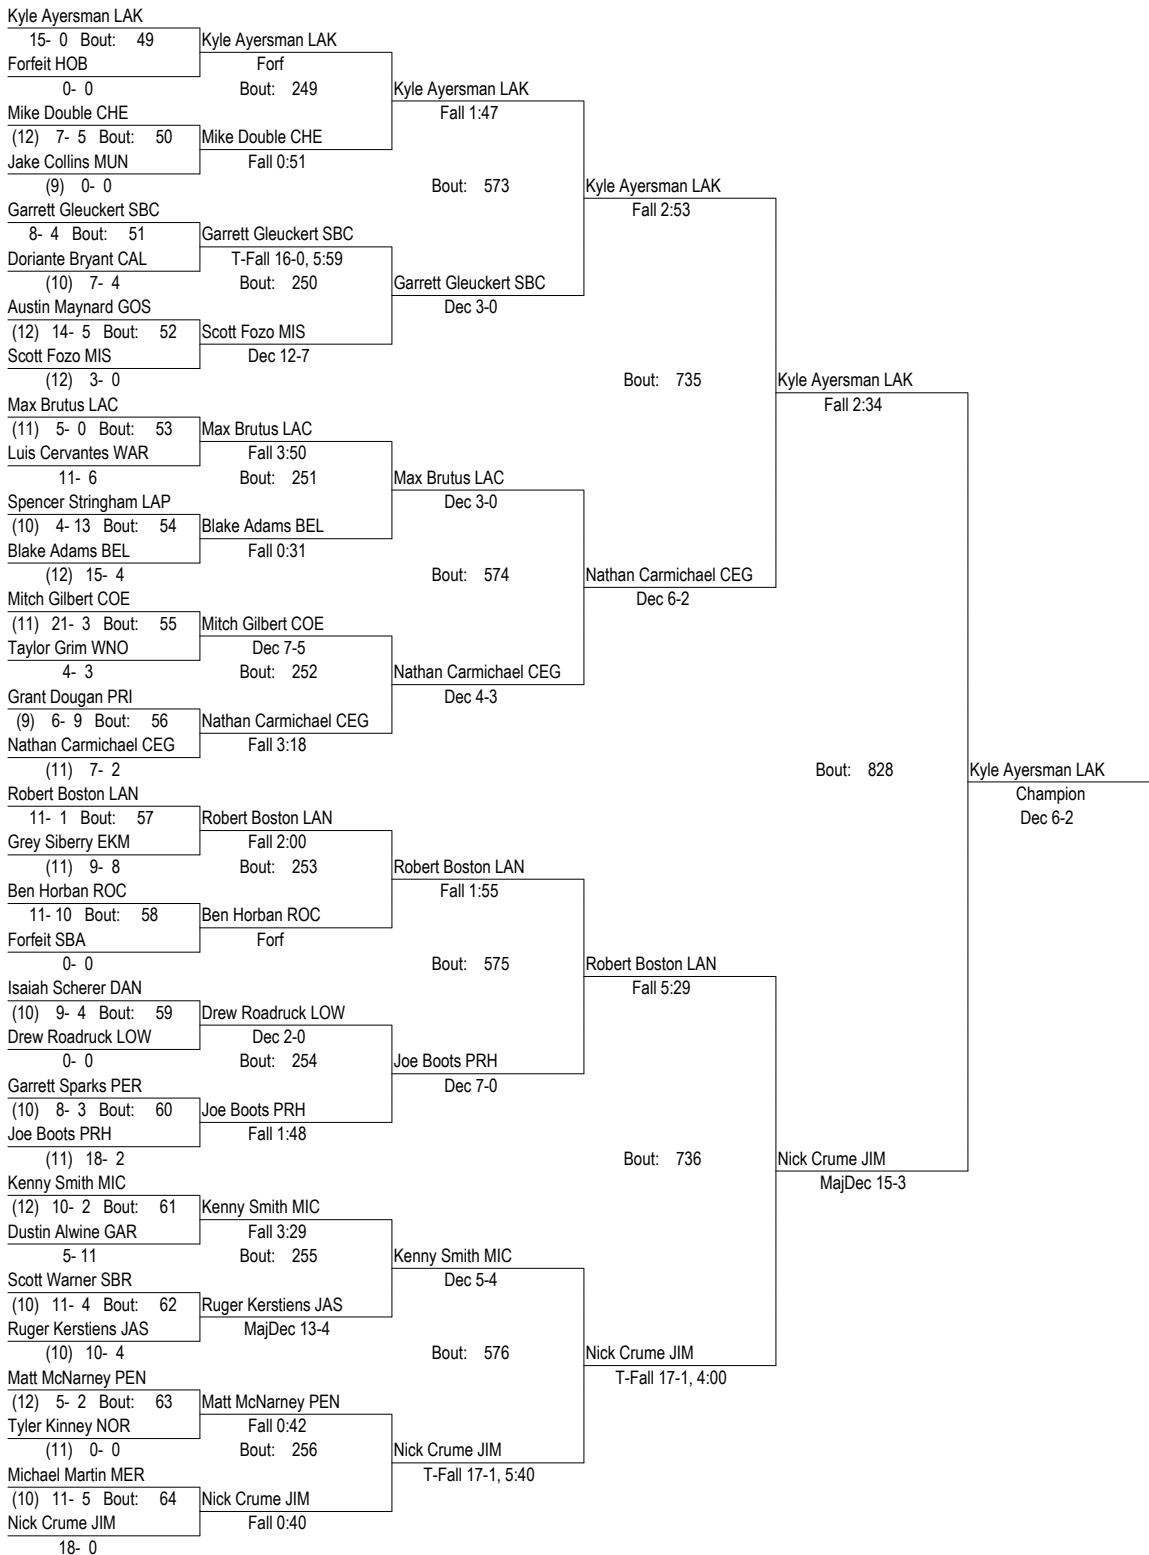 Kyle Ayersman LAK
15- 0 Bout: 49
Forfeit HOB
0- 0
Mike Double CHE
(12) 7- 5 Bout: 50
Jake Collins MUN
(9) 0- 0
Garrett Gleuckert SBC
8- 4 Bout: 51
Doriante Bryant CAL
(10) 7- 4
Austin Maynard GOS
(12) 14- 5 Bout: 52
Scott Fozo MIS
(12) 3- 0
Max Brutus LAC
(11) 5- 0 Bout: 53
Luis Cervantes WAR
11- 6
Spencer Stringham LAP
(10) 4- 13 Bout: 54
Blake Adams BEL
(12) 15- 4
Mitch Gilbert COE
(11) 21- 3 Bout: 55
Taylor Grim WNO
4- 3
Grant Dougan PRI
(9) 6- 9 Bout: 56
Nathan Carmichael CEG
(11) 7- 2
Robert Boston LAN
11- 1 Bout: 57
Grey Siberry EKM
(11) 9- 8
Ben Horban ROC
11- 10 Bout: 58
Forfeit SBA
0- 0
Isaiah Scherer DAN
(10) 9- 4 Bout: 59
Drew Roadruck LOW
0- 0
Garrett Sparks PER
(10) 8- 3 Bout: 60
Joe Boots PRH
(11) 18- 2
Kenny Smith MIC
(12) 10- 2 Bout: 61
Dustin Alwine GAR
5- 11
Scott Warner SBR
(10) 11- 4 Bout: 62
Ruger Kerstiens JAS
(10) 10- 4
Matt McNarney PEN
(12) 5- 2 Bout: 63
Tyler Kinney NOR
(11) 0- 0
Michael Martin MER
(10) 11- 5 Bout: 64
Nick Crume JIM
18- 0
Kyle Ayersman LAK
Forf
Bout: 249
Mike Double CHE
Fall 0:51
Garrett Gleuckert SBC
T-Fall 16-0, 5:59
Bout: 250
Scott Fozo MIS
Dec 12-7
Max Brutus LAC
Fall 3:50
Bout: 251
Blake Adams BEL
Fall 0:31
Mitch Gilbert COE
Dec 7-5
Bout: 252
Nathan Carmichael CEG
Fall 3:18
Robert Boston LAN
Fall 2:00
Bout: 253
Ben Horban ROC
Forf
Drew Roadruck LOW
Dec 2-0
Bout: 254
Joe Boots PRH
Fall 1:48
Kenny Smith MIC
Fall 3:29
Bout: 255
Ruger Kerstiens JAS
MajDec 13-4
Matt McNarney PEN
Fall 0:42
Bout: 256
Nick Crume JIM
Fall 0:40
Kyle Ayersman LAK
Fall 1:47
Bout: 573
Garrett Gleuckert SBC
Dec 3-0
Max Brutus LAC
Dec 3-0
Bout: 574
Nathan Carmichael CEG
Dec 4-3
Robert Boston LAN
Fall 1:55
Bout: 575
Joe Boots PRH
Dec 7-0
Kenny Smith MIC
Dec 5-4
Bout: 576
Nick Crume JIM
T-Fall 17-1, 5:40
Kyle Ayersman LAK
Fall 2:53
Bout: 735
Nathan Carmichael CEG
Dec 6-2
Robert Boston LAN
Fall 5:29
Bout: 736
Nick Crume JIM
T-Fall 17-1, 4:00
Kyle Ayersman LAK
Fall 2:34
Bout: 828
Nick Crume JIM
MajDec 15-3
Kyle Ayersman LAK
Champion
Dec 6-2